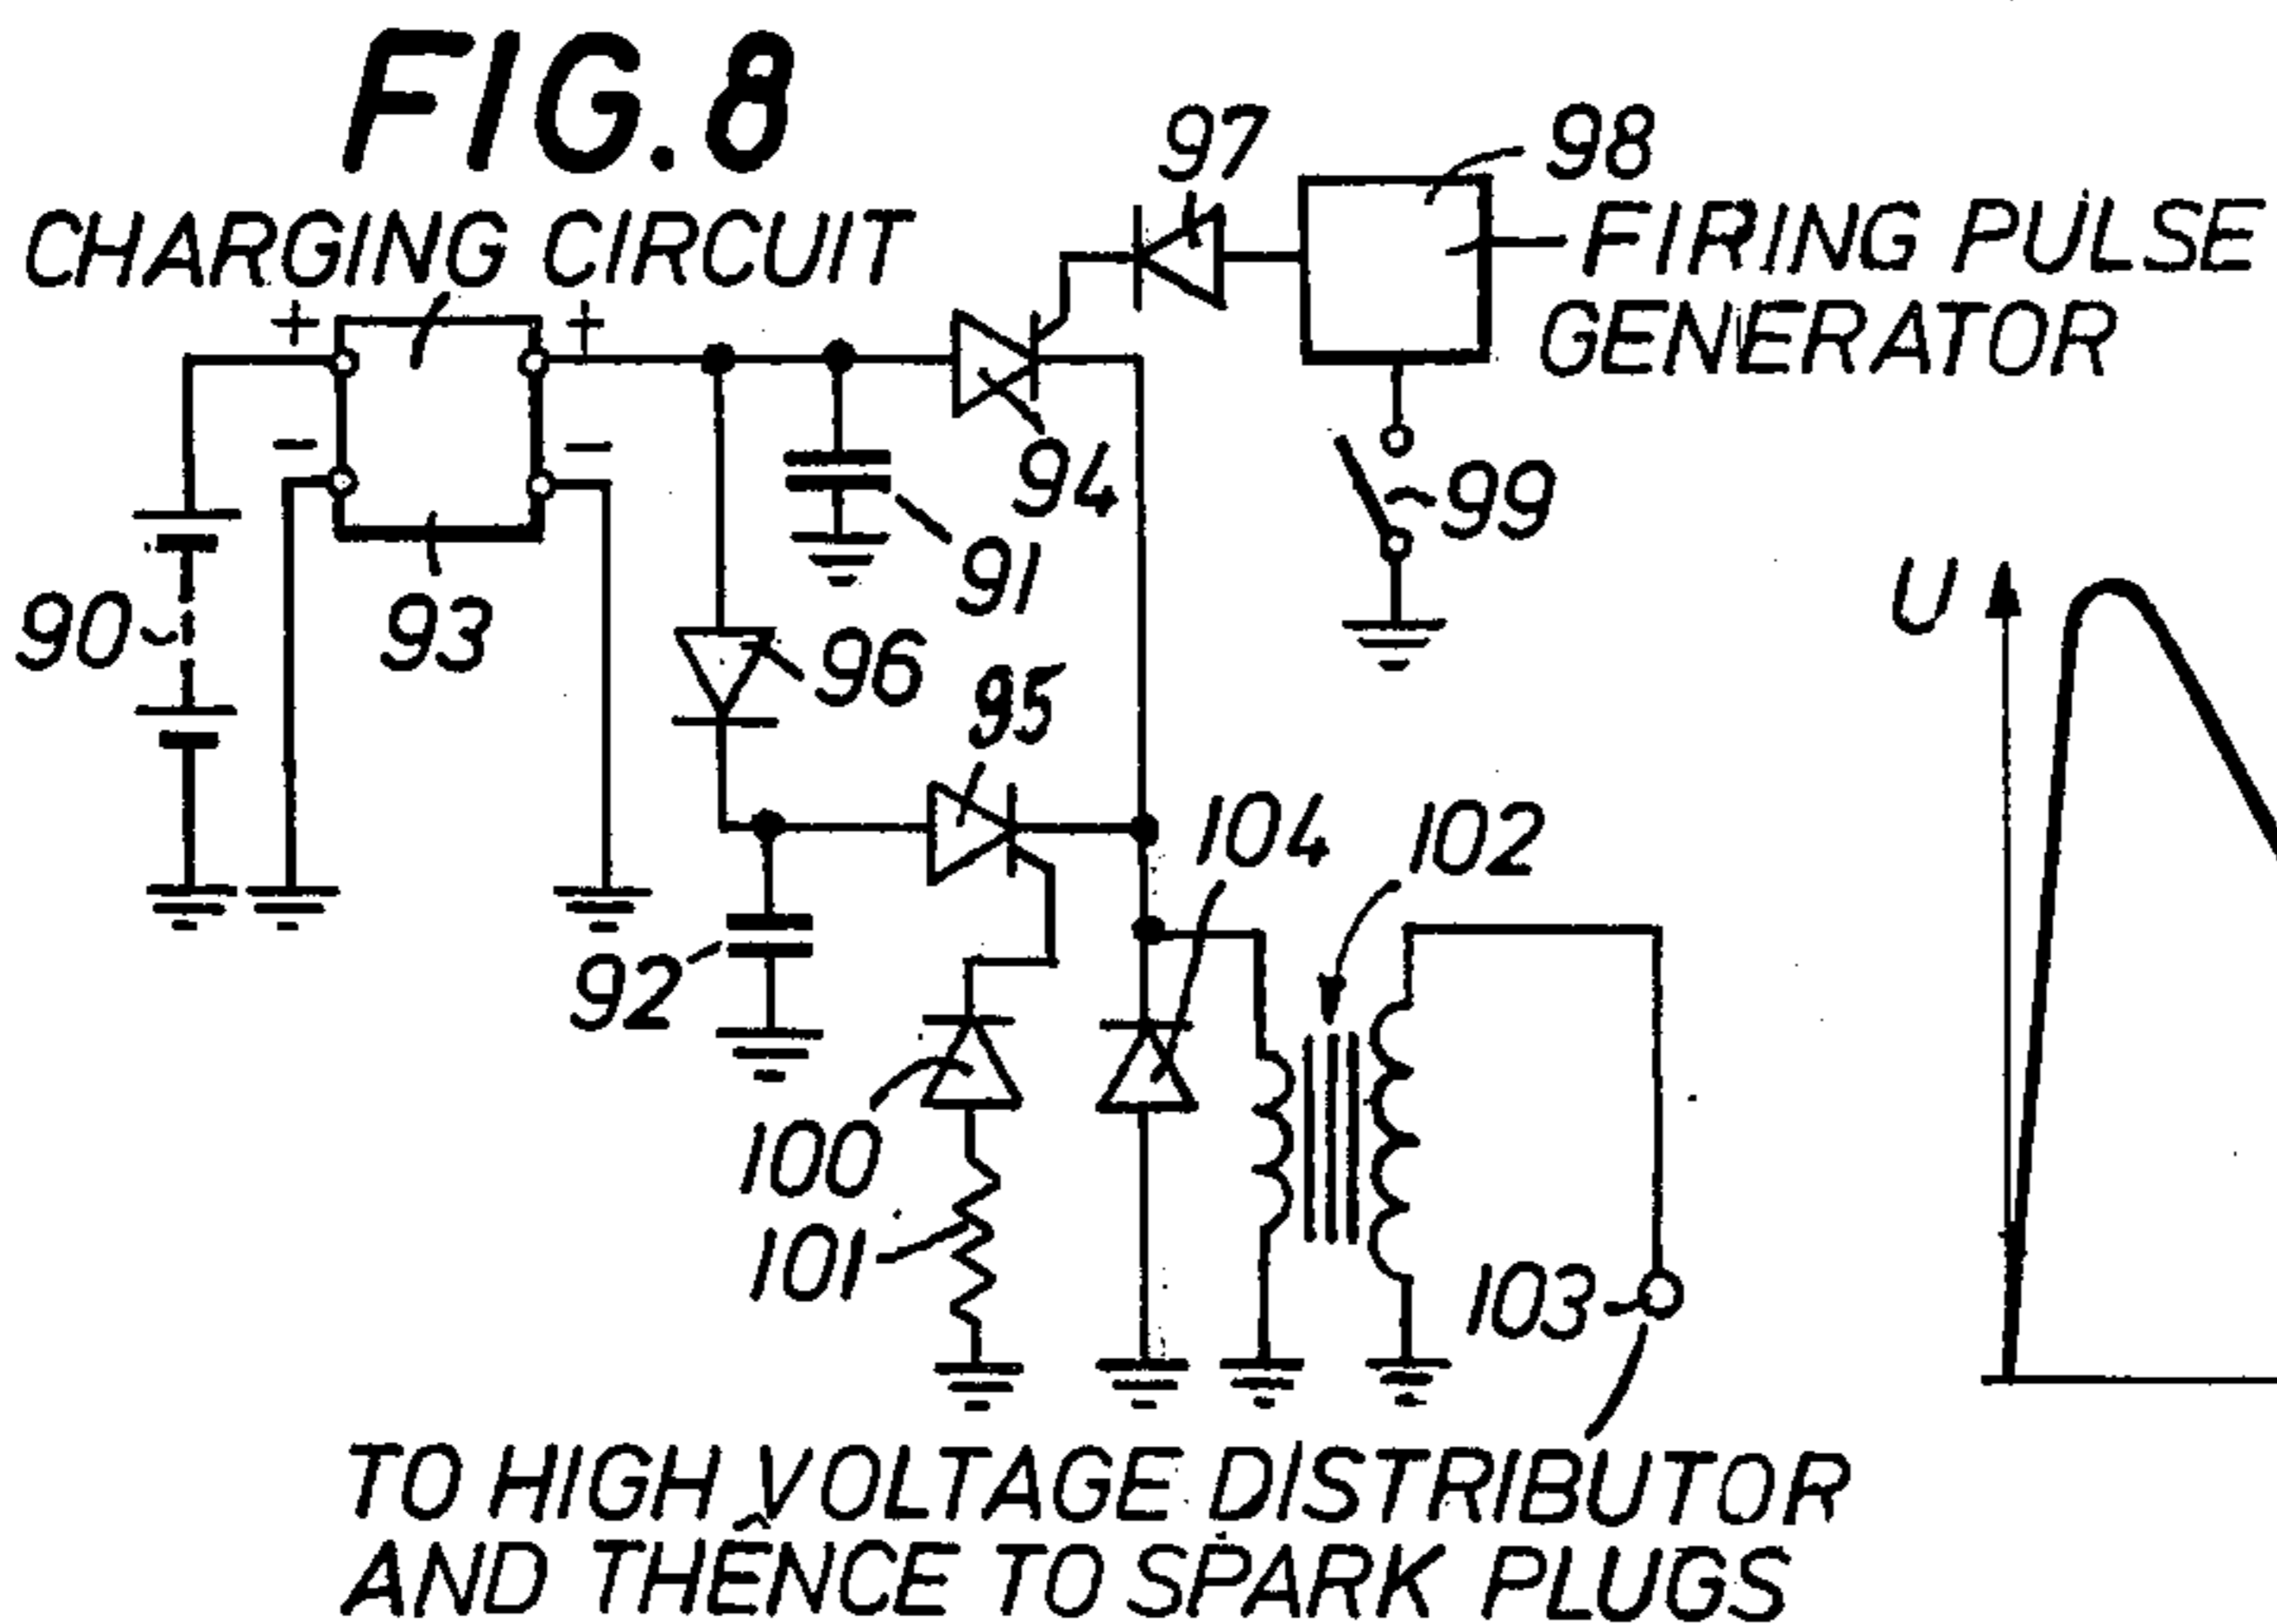 FIG. 8
CHARGING CIRCUIT
97
98
FIRING PULSE
GENERATOR
+
+
-
-
94
99
91
90
93
96
95
U
104
102
92
100
101
103
TO HIGH VOLTAGE DISTRIBUTOR
AND THENCE TO SPARK PLUGS